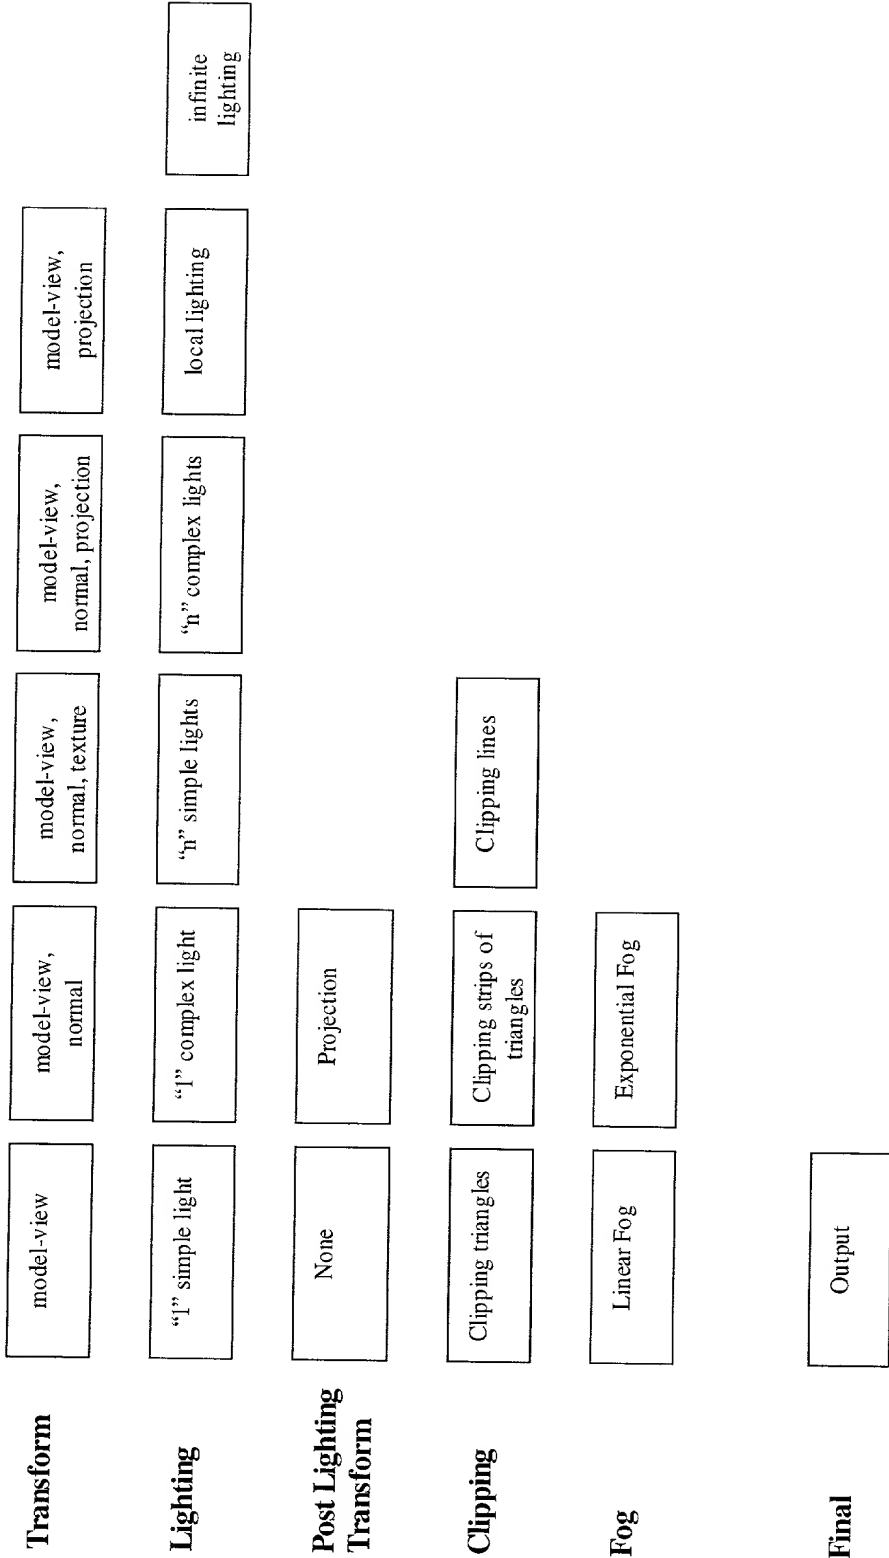 Transform
model-view
model-view,
normal
model-view,
normal, texture
model-view,
normal, projection
model-view,
projection
Lighting
“1” simple light
“1” complex light
“n” simple lights
“n” complex lights
local lighting
infinite
lighting
Post Lighting
Transform
None
Projection
Clipping
Clipping triangles
Clipping strips of
triangles
Clipping lines
Fog
Linear Fog
Exponential Fog
Final
Output